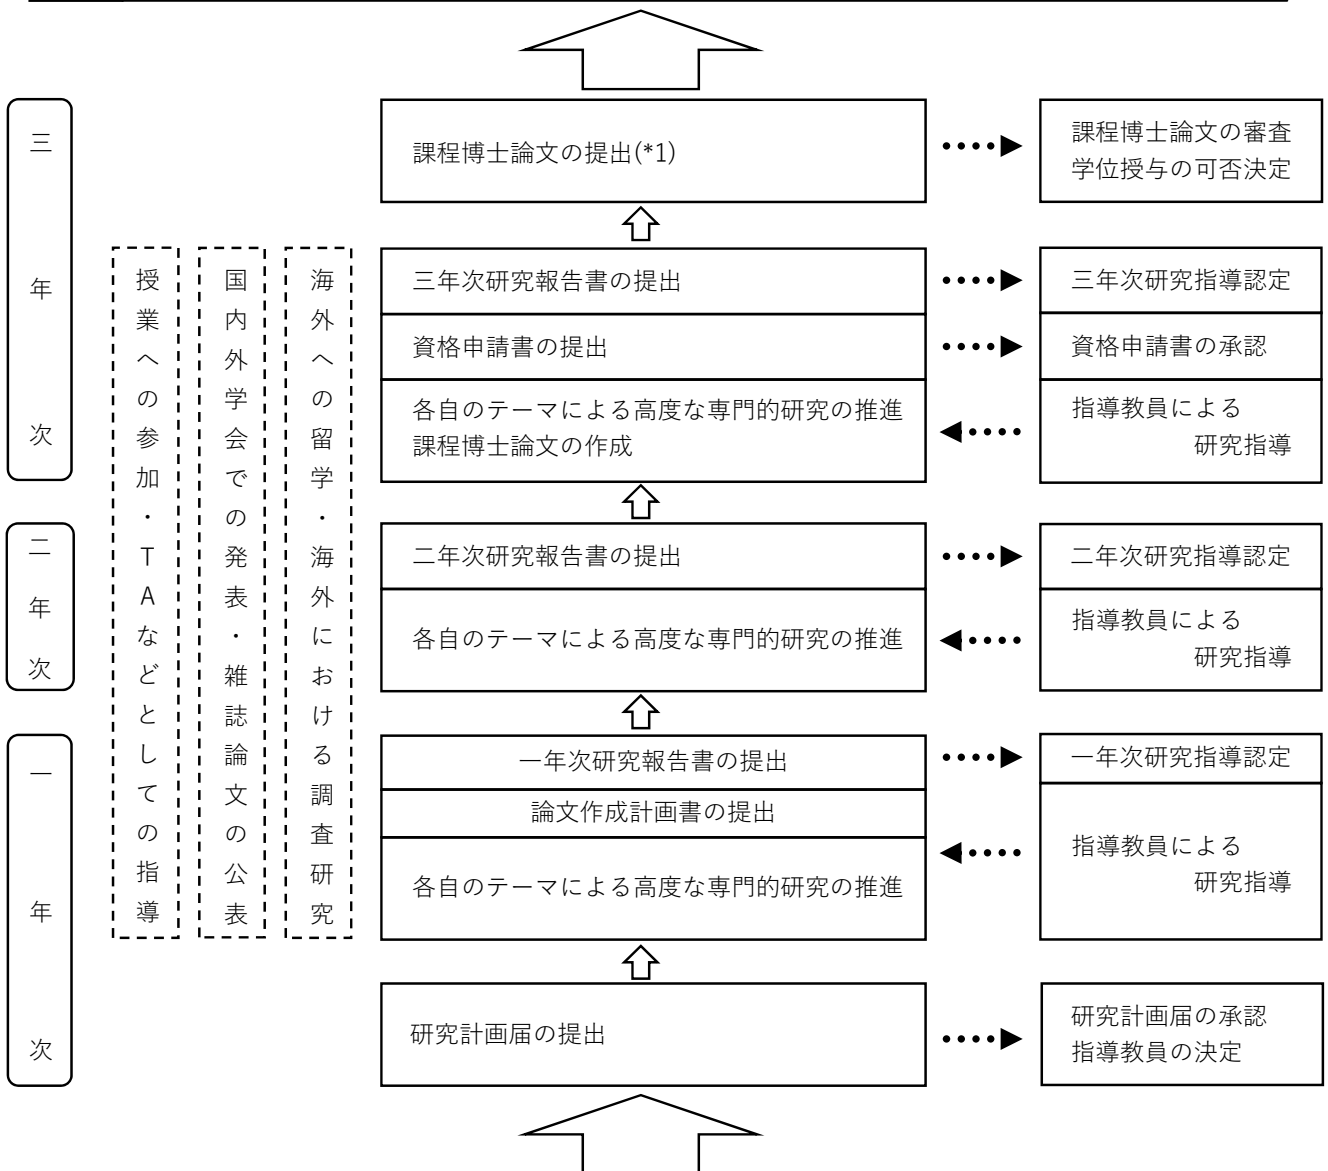 三年次
課程博士論文の提出(*1)
課程博士論文の審査
学位授与の可否決定
三年次研究報告書の提出
三年次研究指導認定
資格申請書の提出
資格申請書の承認
各自のテーマによる高度な専門的研究の推進
課程博士論文の作成
指導教員による
研究指導
授業への参加・TAなどとしての指導
国内外学会での発表・雑誌論文の公表
海外への留学・海外における調査研究
二年次
二年次研究報告書の提出
二年次研究指導認定
各自のテーマによる高度な専門的研究の推進
指導教員による
研究指導
一年次
一年次研究報告書の提出
一年次研究指導認定
論文作成計画書の提出
各自のテーマによる高度な専門的研究の推進
指導教員による
研究指導
研究計画届の提出
研究計画届の承認
指導教員の決定